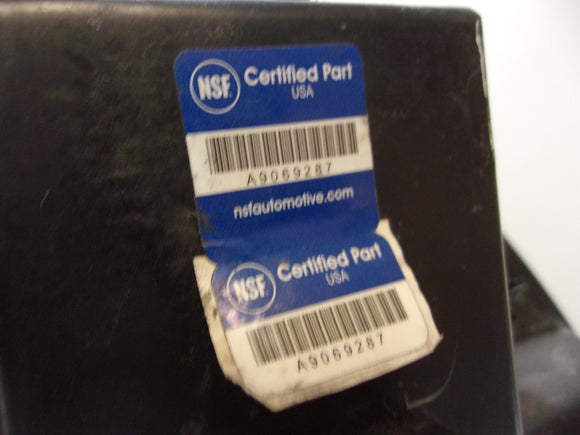 NSF.
Certified Part
USA
A9069287
nsfautomotive.com
NSF.
Certified Part
USA
A9069287